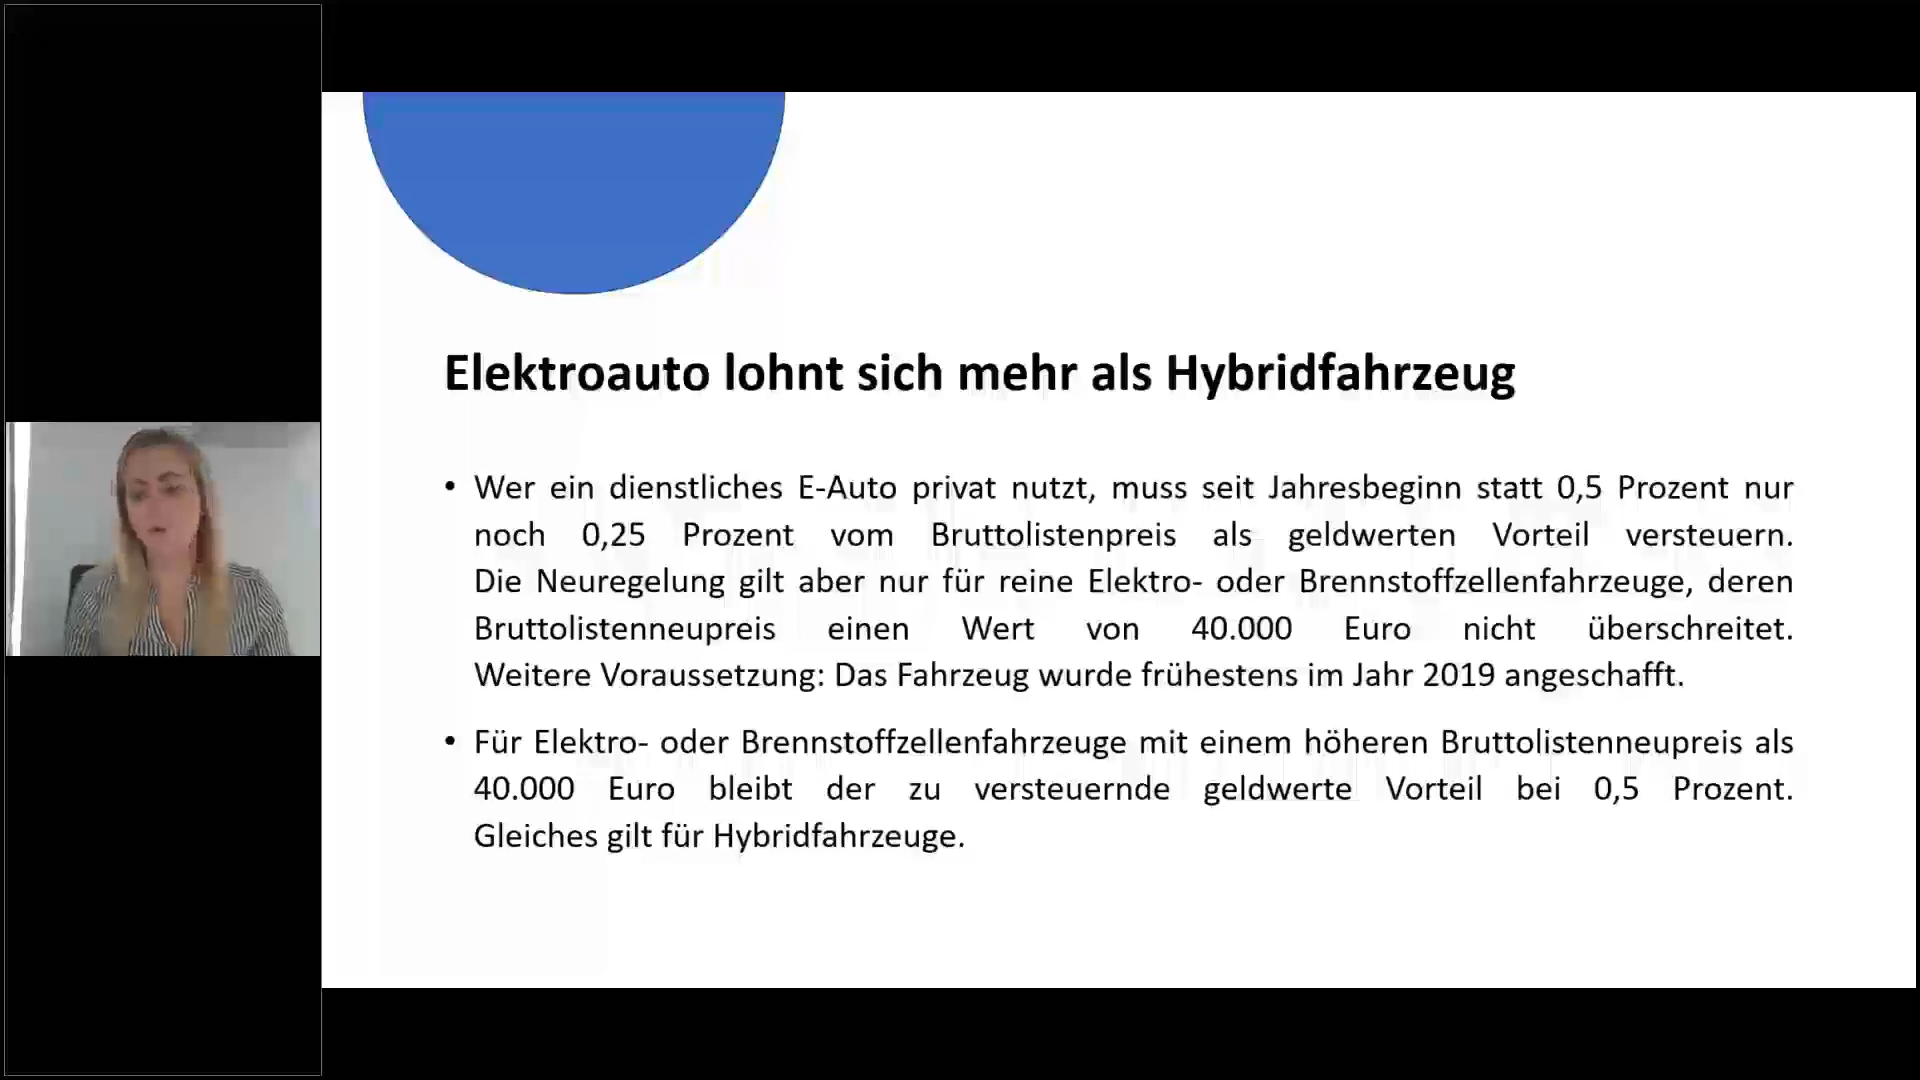 Elektroauto lohnt sich mehr als Hybridfahrzeug
• Wer ein dienstliches E-Auto privat nutzt, muss seit Jahresbeginn statt 0,5 Prozent nur
noch 0,25 Prozent vom Bruttolistenpreis als geldwerten Vorteil versteuern.
Die Neuregelung gilt aber nur für reine Elektro- oder Brennstoffzellenfahrzeuge, deren
Bruttolistenneupreis einen Wert von 40.000 Euro nicht überschreitet.
Weitere Voraussetzung: Das Fahrzeug wurde frühestens im Jahr 2019 angeschafft.
• Für Elektro- oder Brennstoffzellenfahrzeuge mit einem höheren Bruttolistenneupreis als
40.000 Euro bleibt der zu versteuernde geldwerte Vorteil bei 0,5 Prozent.
Gleiches gilt für Hybridfahrzeuge.